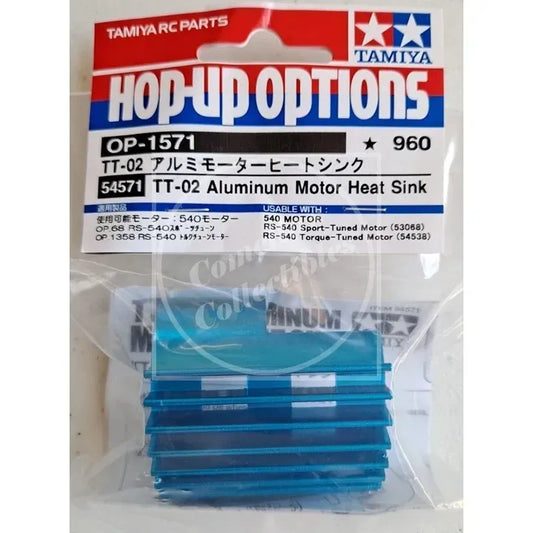 TAMIYA RC PARTS
TAMIYA
HOP-UP OPTIONS
OP-1571
★ 960
TT-02 アルミモーターヒートシンク
54571 TT-02 Aluminum Motor Heat Sink
適用製品
使用可能モーター：540モーター
OP.68 RS-540スポーツチューン
OP.1358 RS-540 トルクチューンモーター
USABLE WITH:
540 MOTOR
RS-540 Sport-Tuned Motor (53068)
RS-540 Torque-Tuned Motor (54538)
Collectibles
ITEM 54571
MINUM